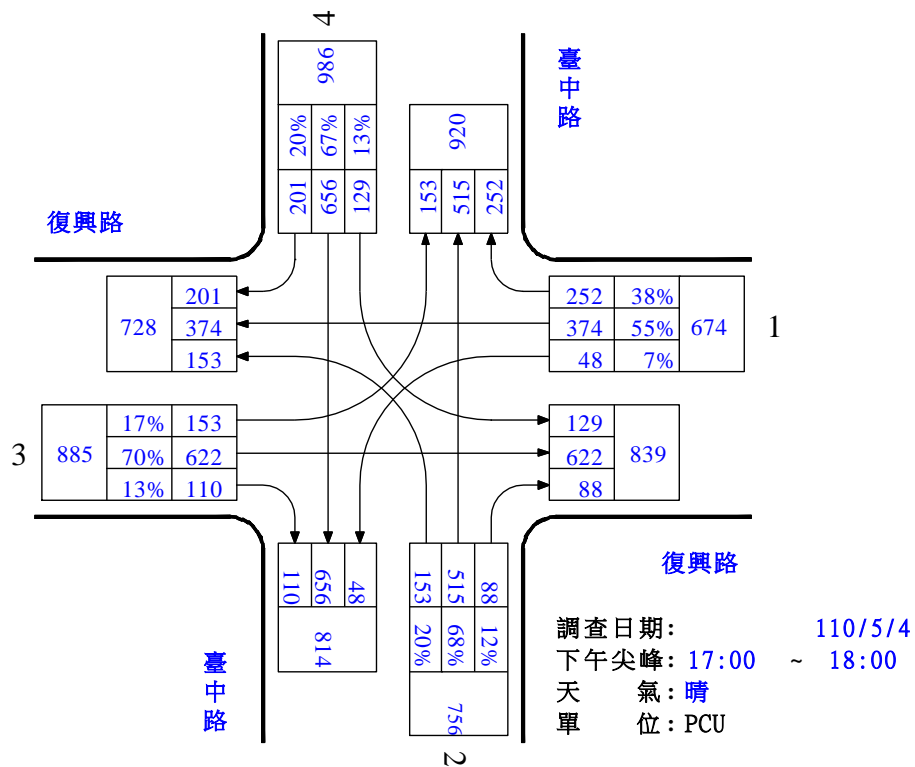 4
986
20% 67% 13%
201 656 129
920
153 515 252
臺中路
復興路
728
201
374
153
252 38%
374 55%
48 7%
674
1
3
885
17% 153
70% 622
13% 110
129
622
88
839
110 656 48
814
153 515 88
20% 68% 12%
756
2
臺中路
復興路
調查日期: 110/5/4
下午尖峰: 17:00 ~ 18:00
天 氣: 晴
單 位: PCU